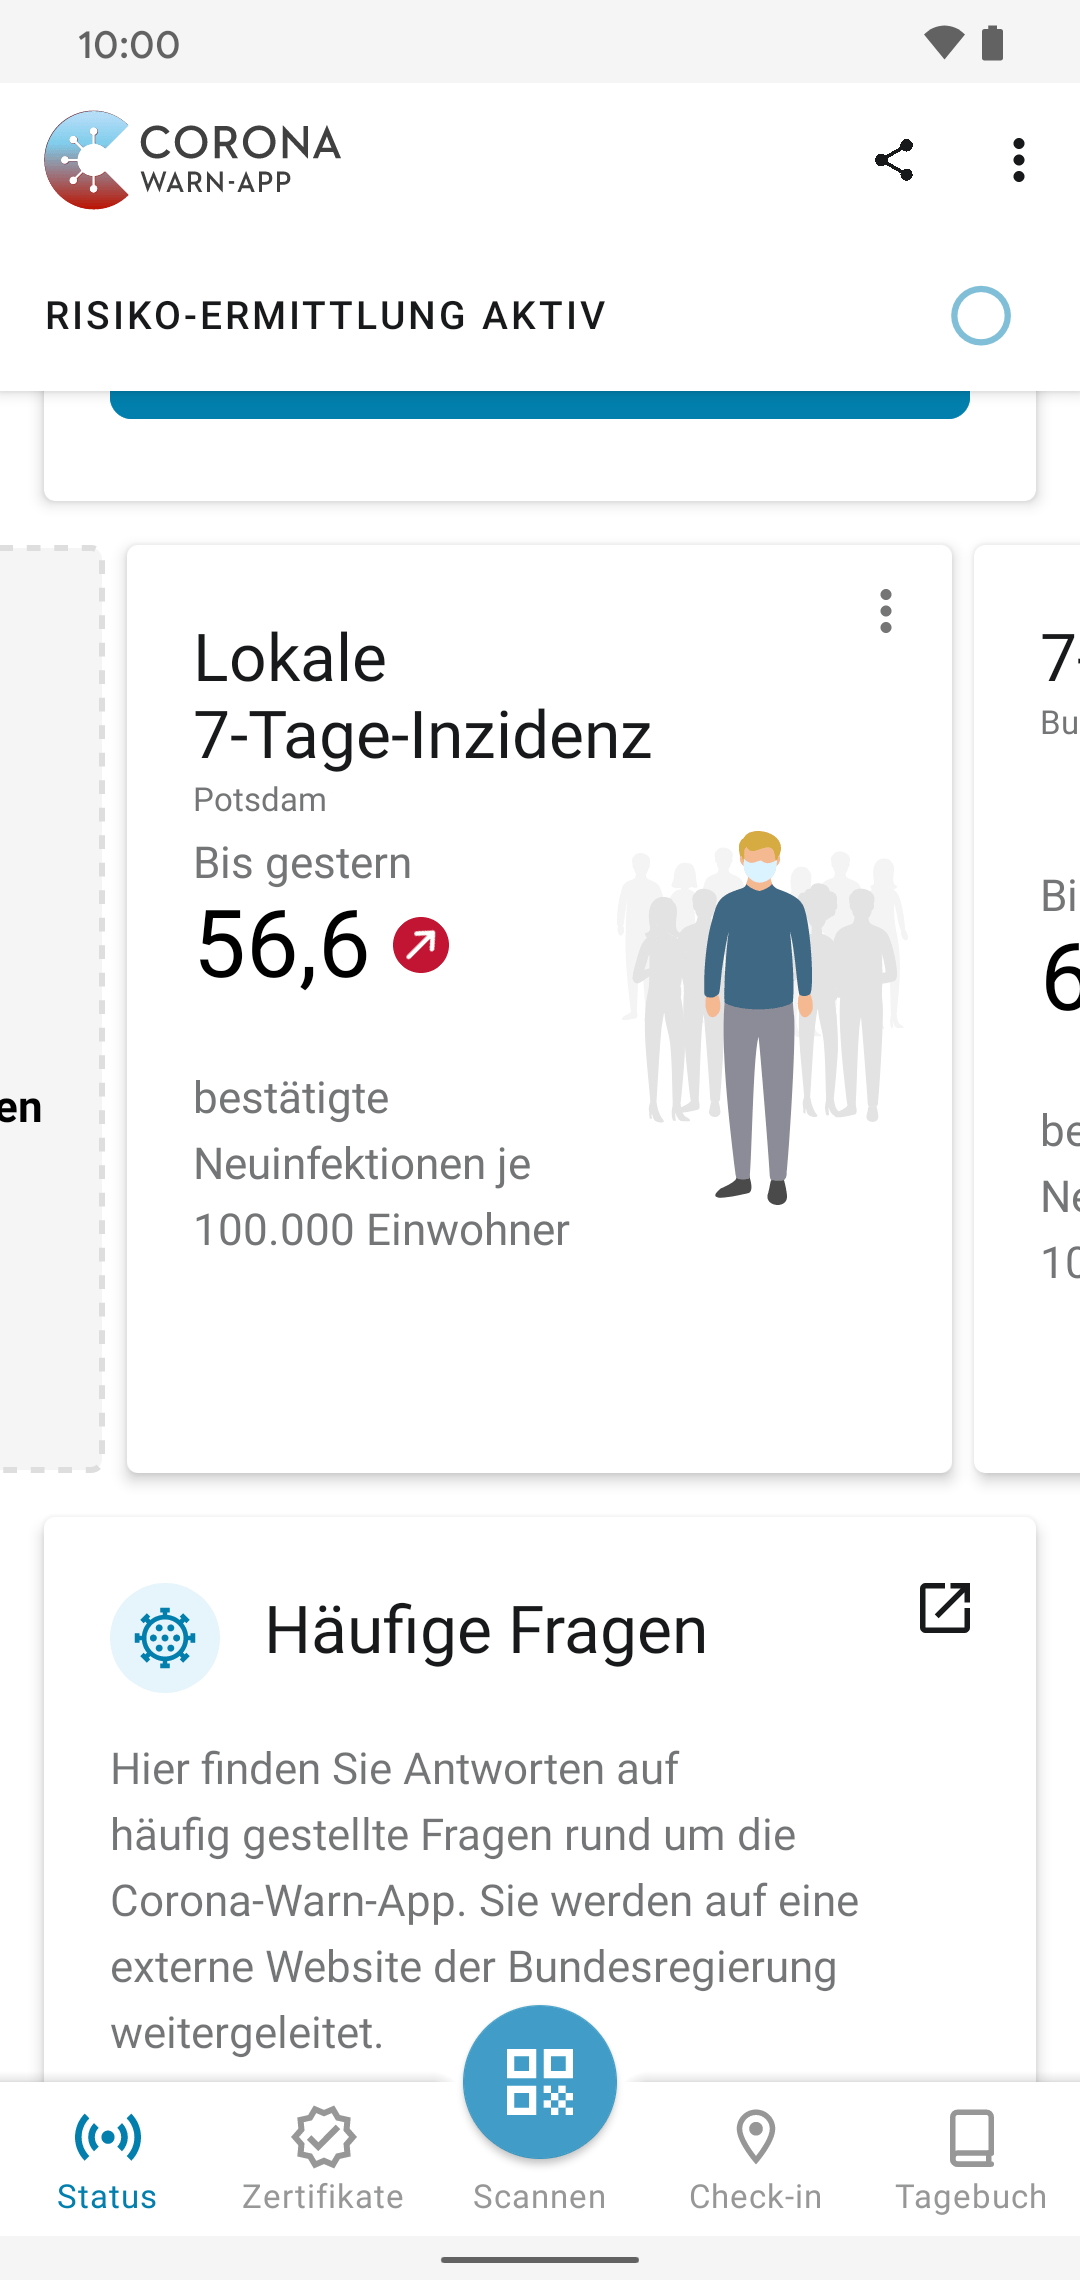 10:00
CORONA
WARN-APP
RISIKO-ERMITTLUNG AKTIV
Lokale
7-Tage-Inzidenz
Potsdam
Bis gestern
56,6
bestätigte
Neuinfektionen je
100.000 Einwohner
en
7-
Bu
Bi
6
be
Ne
10
Häufige Fragen
Hier finden Sie Antworten auf
häufig gestellte Fragen rund um die
Corona-Warn-App. Sie werden auf eine
externe Website der Bundesregierung
weitergeleitet.
Status
Zertifikate
Scannen
Check-in
Tagebuch